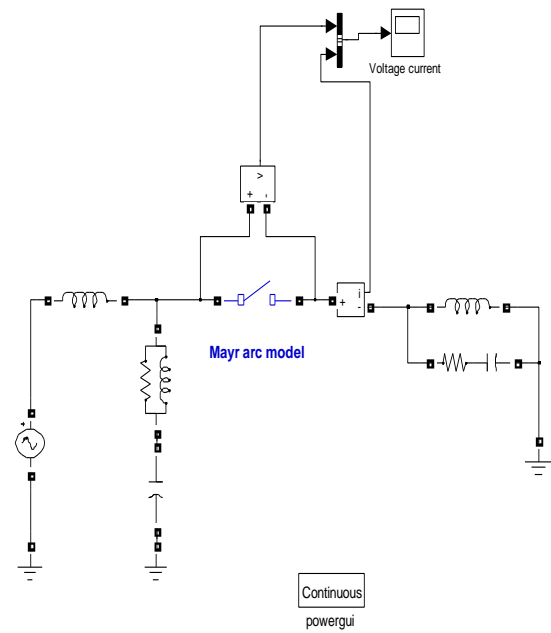 Voltage current
>
+ -
i
+ -
Mayr arc model
+
Continuous
powergui